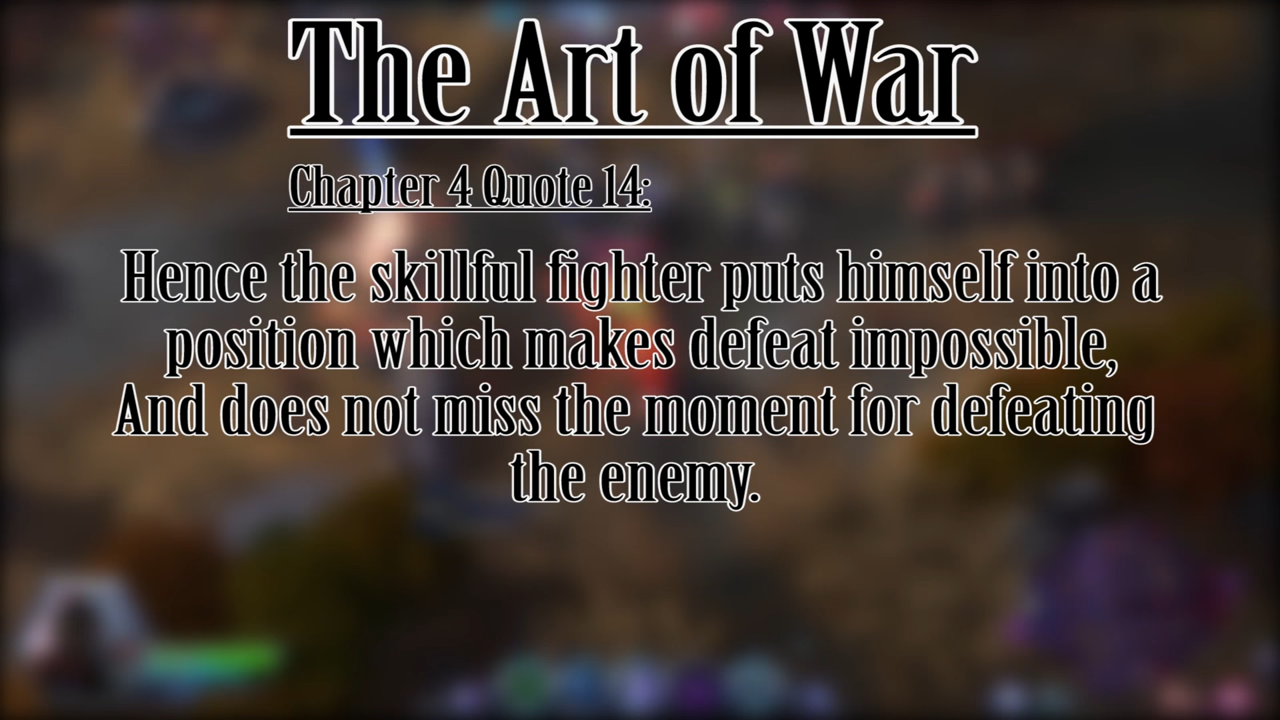 The Art of War
Chapter 4 Quote 14:
Hence the skillful fighter puts himself into a
position which makes defeat impossible,
And does not miss the moment for defeating
the enemy.